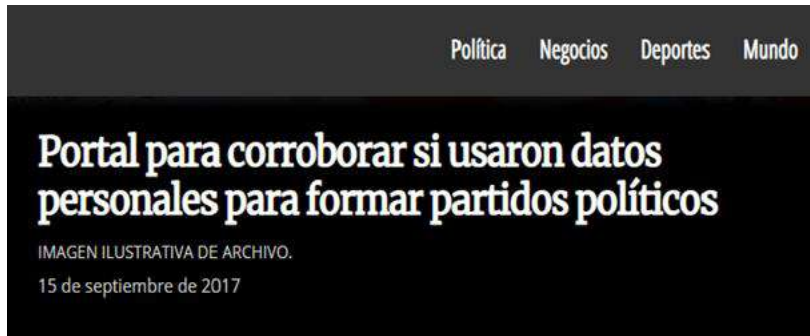 Política Negocios Deportes Mundo
Portal para corroborar si usaron datos
personales para formar partidos políticos
IMAGEN ILUSTRATIVA DE ARCHIVO.
15 de septiembre de 2017